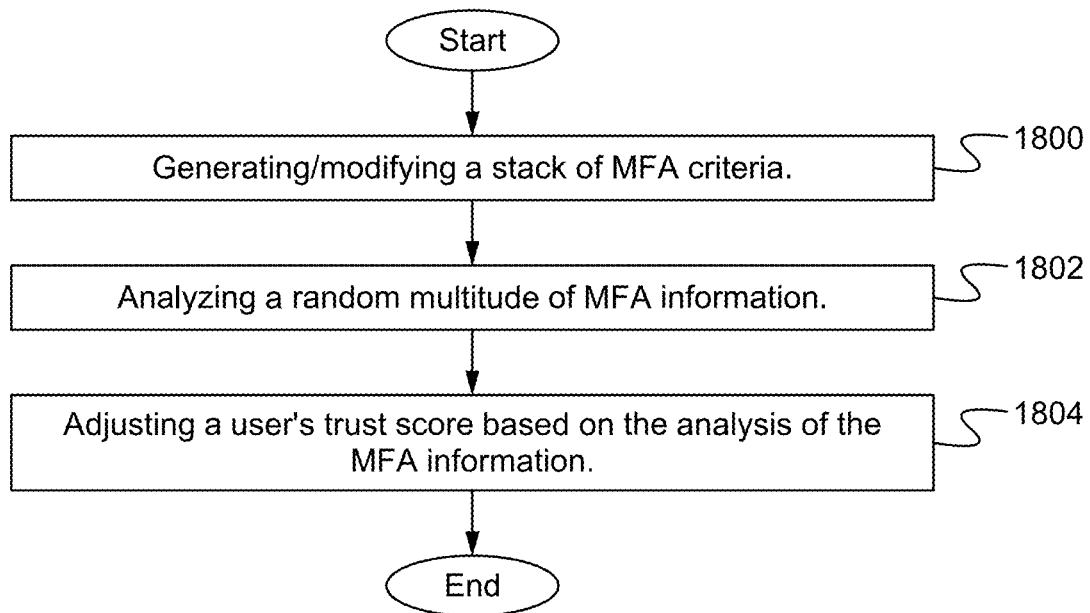 Start
Generating/modifying a stack of MFA criteria.
1800
Analyzing a random multitude of MFA information.
1802
Adjusting a user's trust score based on the analysis of the
MFA information.
1804
End